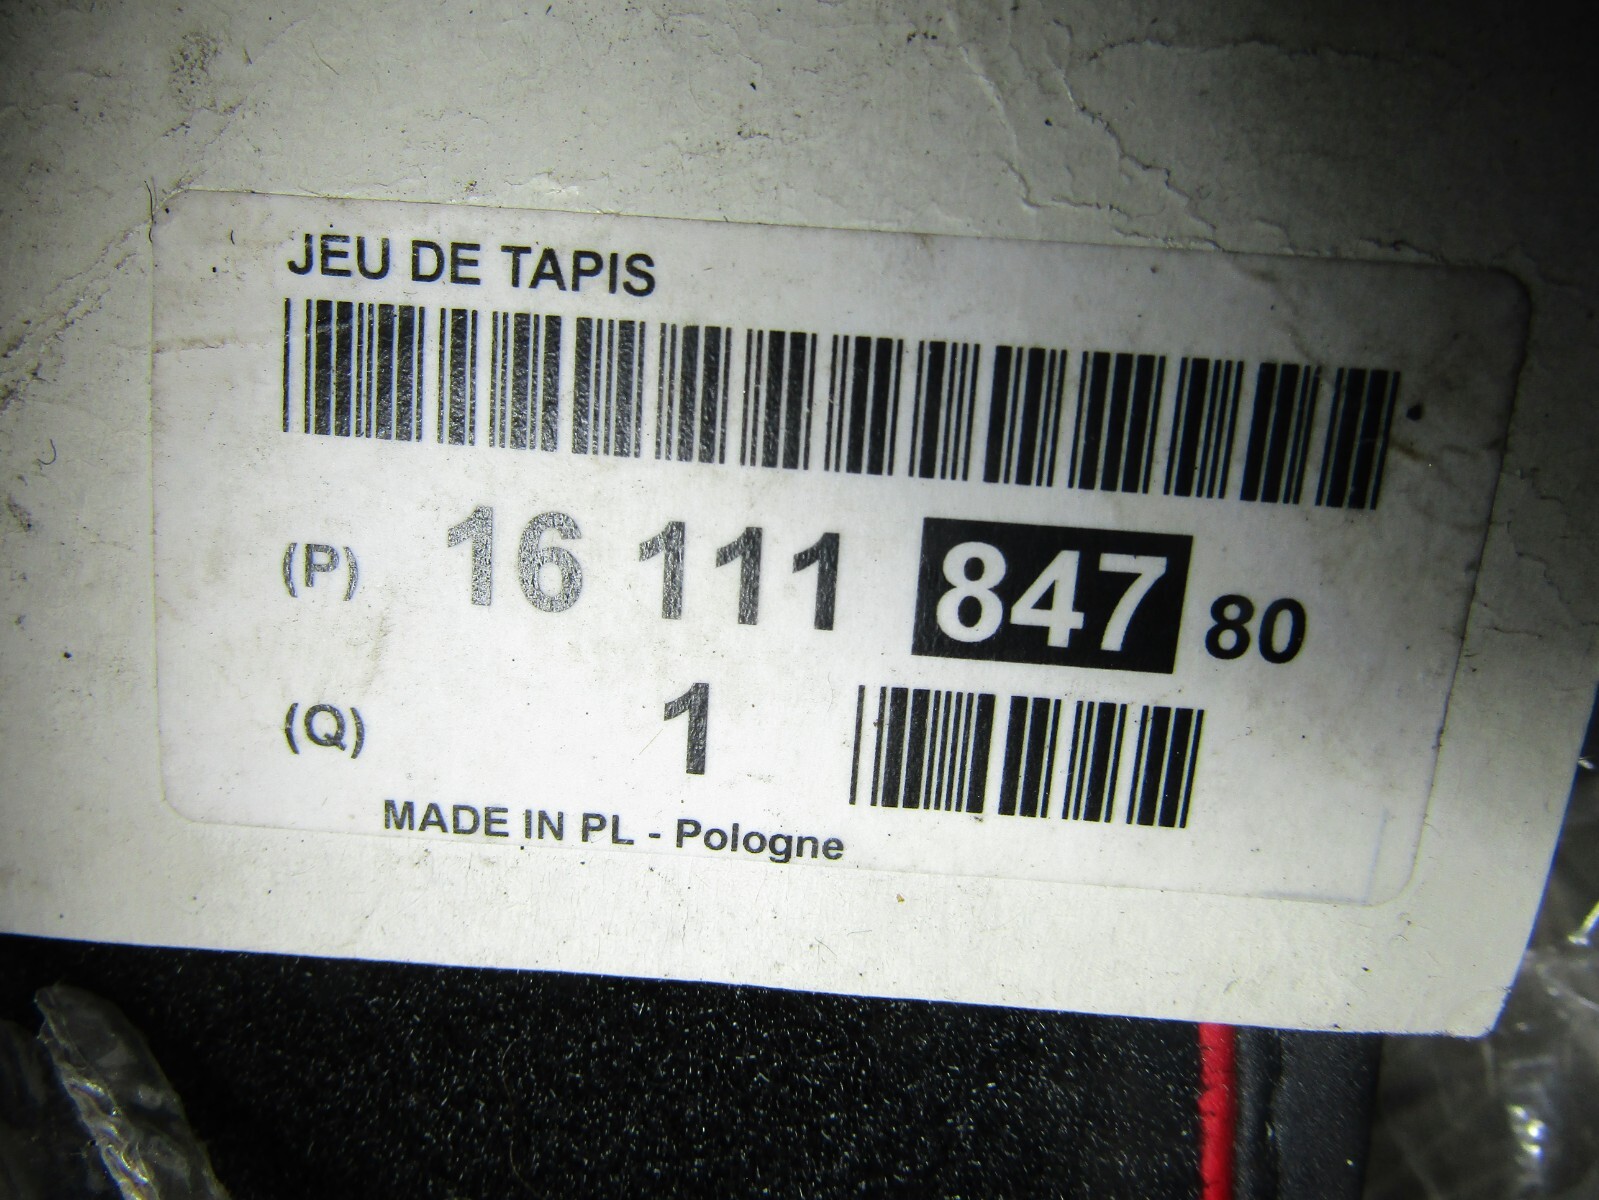 JEU DE TAPIS
(P) 16 111 847 80
(Q) 1
MADE IN PL - Pologne